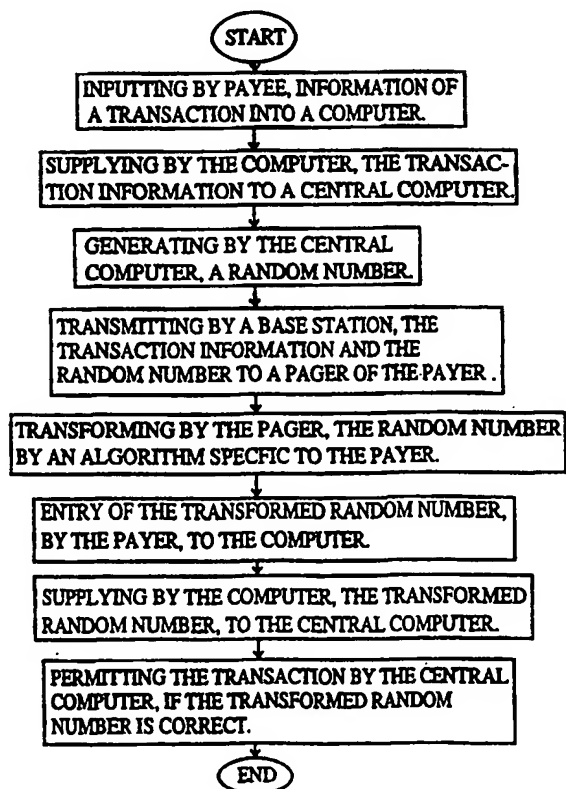 START
INPUTTING BY PAYEE, INFORMATION OF
A TRANSACTION INTO A COMPUTER.
SUPPLYING BY THE COMPUTER, THE TRANSAC-
TION INFORMATION TO A CENTRAL COMPUTER.
GENERATING BY THE CENTRAL
COMPUTER, A RANDOM NUMBER.
TRANSMITTING BY A BASE STATION, THE
TRANSACTION INFORMATION AND THE
RANDOM NUMBER TO A PAGER OF THE PAYER .
TRANSFORMING BY THE PAGER, THE RANDOM NUMBER
BY AN ALGORITHM SPECFIC TO THE PAYER.
ENTRY OF THE TRANSFORMED RANDOM NUMBER,
BY THE PAYER, TO THE COMPUTER.
SUPPLYING BY THE COMPUTER, THE TRANSFORMED
RANDOM NUMBER, TO THE CENTRAL COMPUTER.
PERMITTING THE TRANSACTION BY THE CENTRAL
COMPUTER, IF THE TRANSFORMED RANDOM
NUMBER IS CORRECT.
END